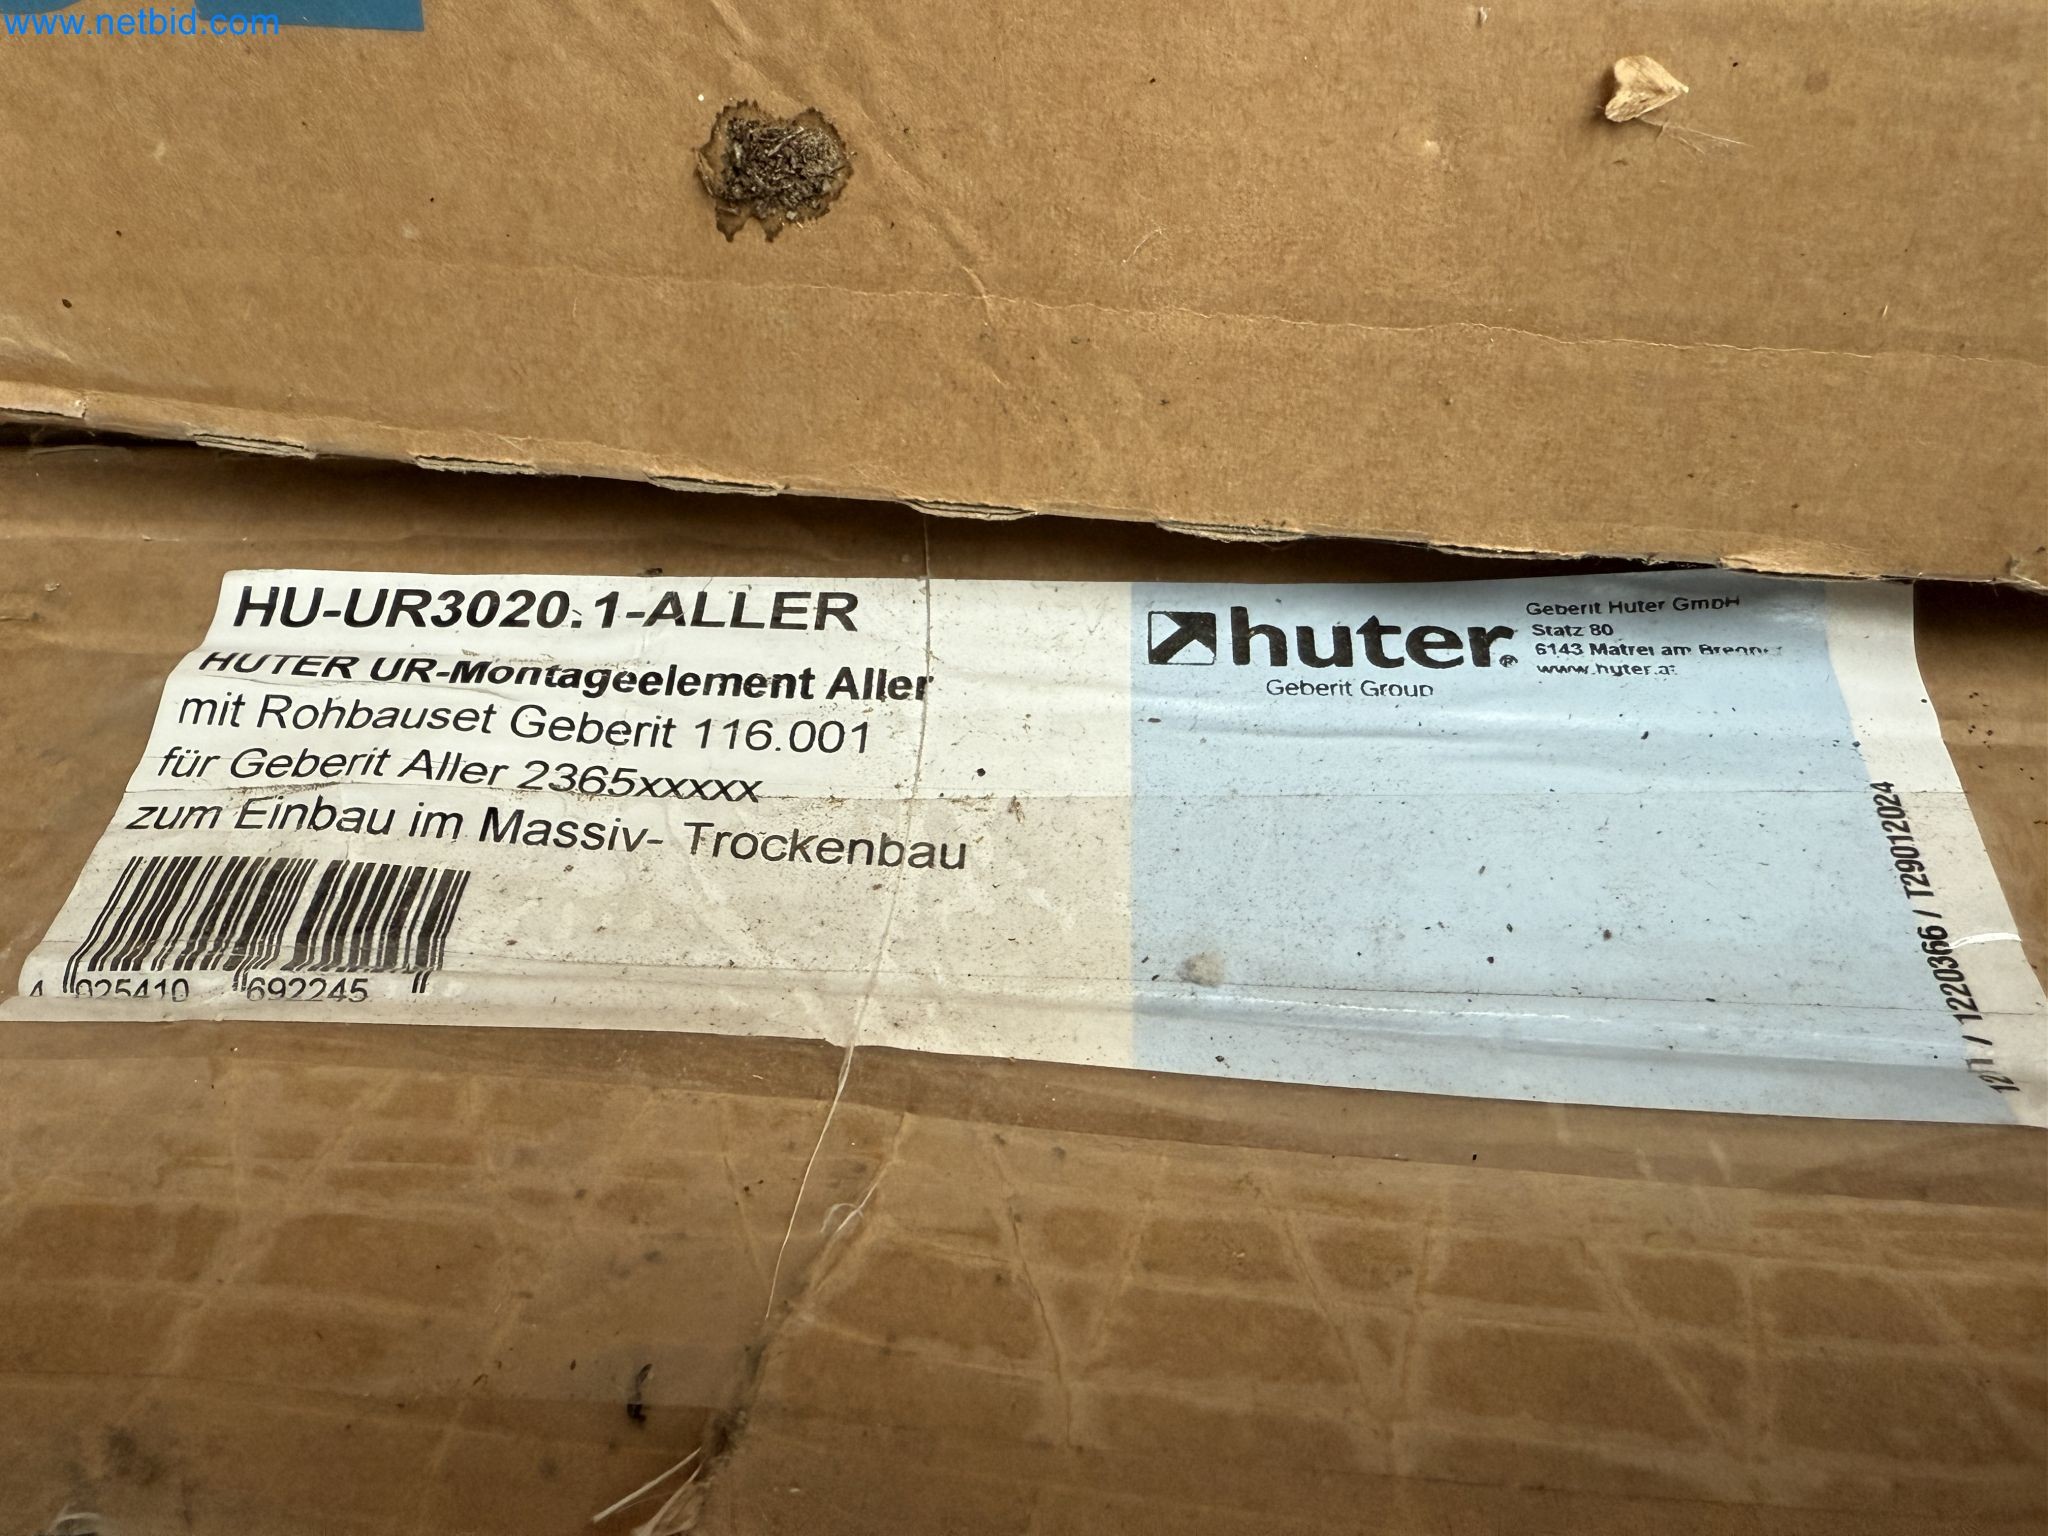 www.netbid.com
HU-UR3020.1-ALLER
HUTER UR-Montageelement Aller
mit Rohbauset Geberit 116.001
für Geberit Aller 2365xxxxx
zum Einbau im Massiv- Trockenbau
025410 692245
huter®
Geberit Group
Geberit Huter GmbH
Statz 80
6143 Matrei am Brenner
www.huter.at
/ 1220366 / T29012024